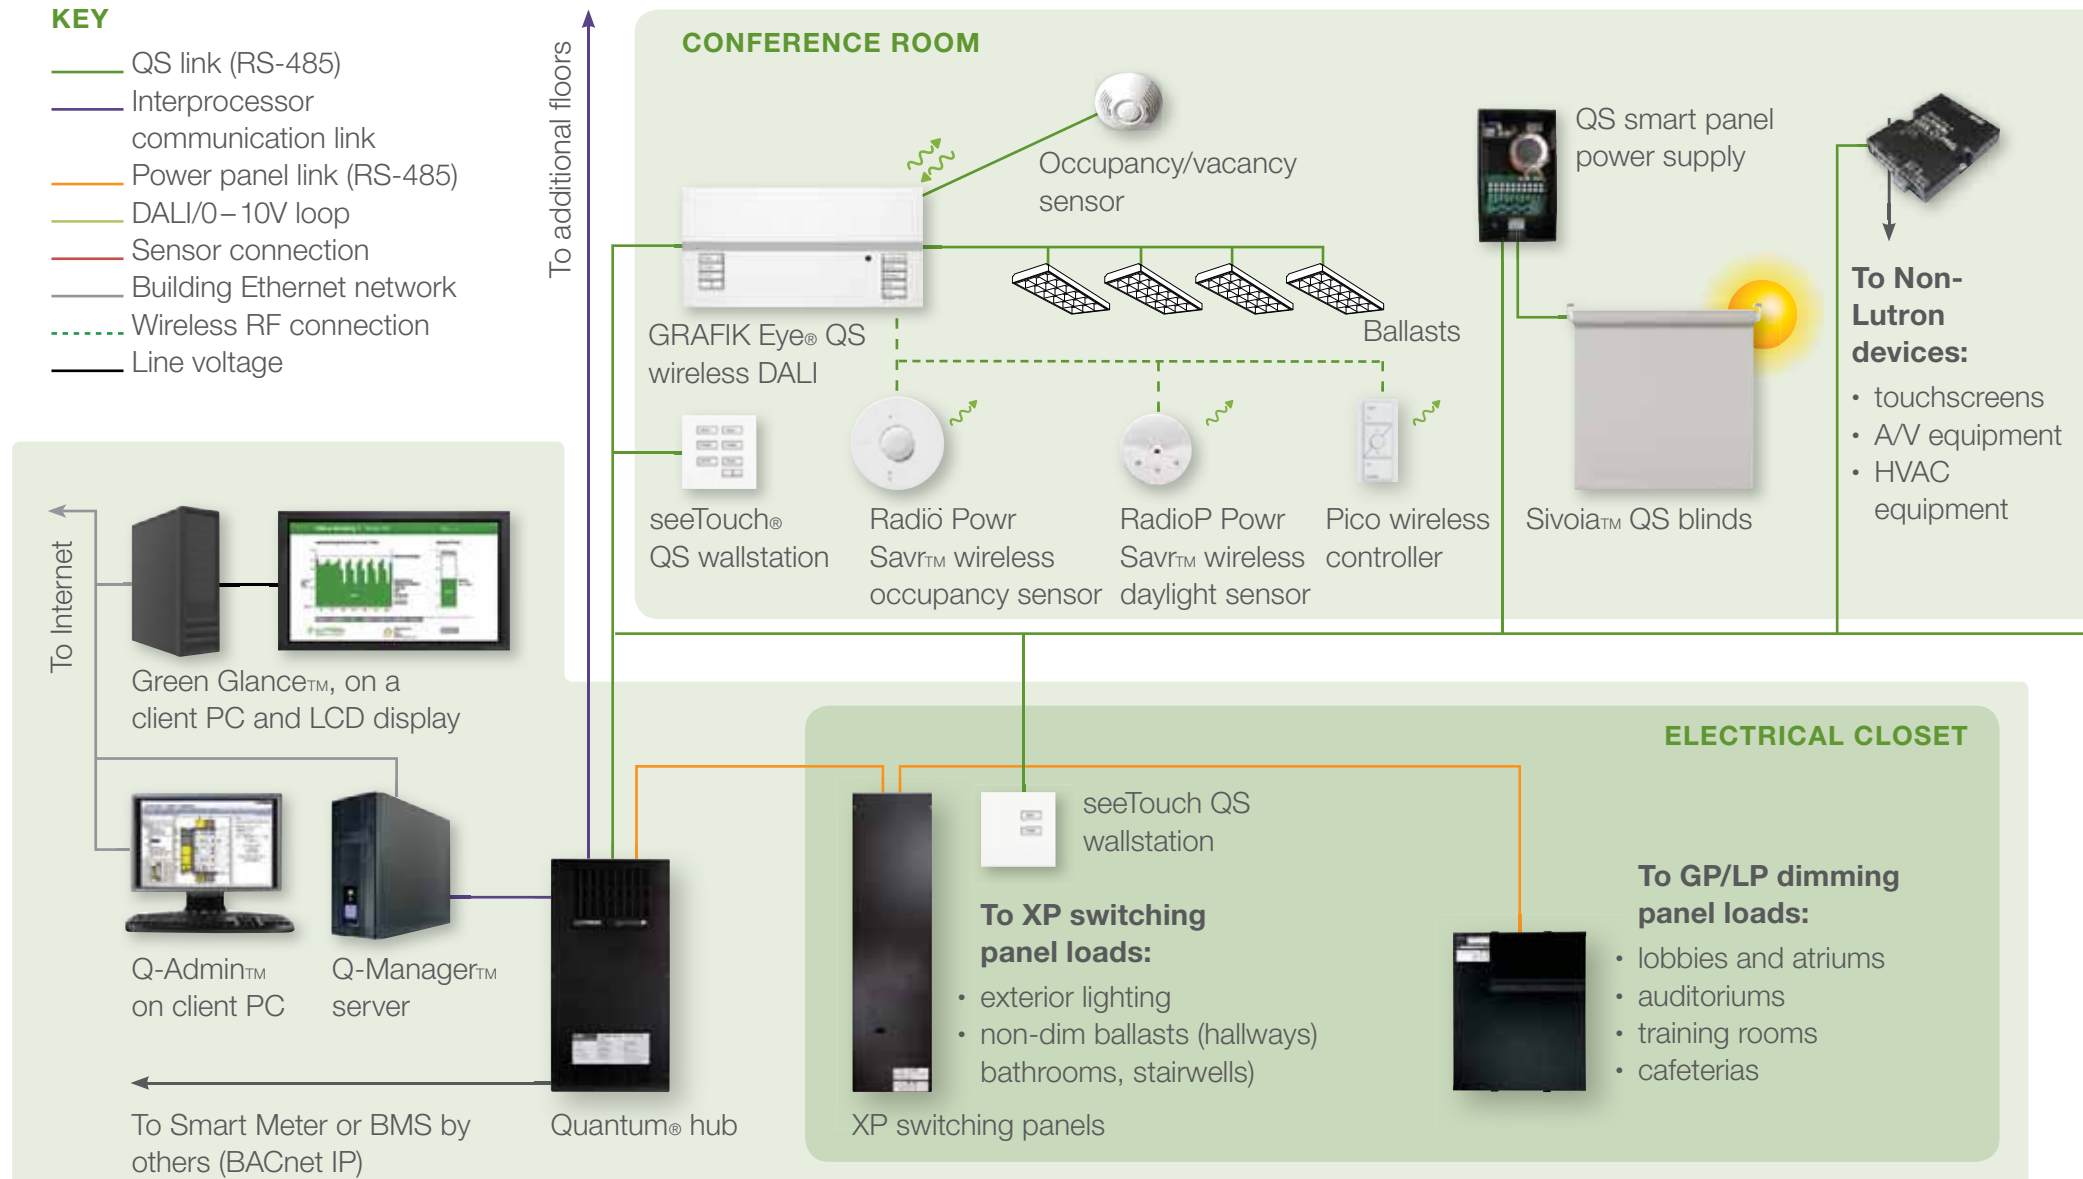 KEY
QS link (RS-485)
Interprocessor
communication link
Power panel link (RS-485)
DALI/0–10V loop
Sensor connection
Building Ethernet network
Wireless RF connection
Line voltage
To additional floors
CONFERENCE ROOM
Occupancy/vacancy
sensor
QS smart panel
power supply
GRAFIK Eye® QS
wireless DALI
Ballasts
To Non-
Lutron
devices:
• touchscreens
• A/V equipment
• HVAC
equipment
seeTouch®
QS wallstation
Radio Powr
Savr™ wireless
occupancy sensor
RadioP Powr
Savr™ wireless
daylight sensor
Pico wireless
controller
Sivoia™ QS blinds
To Internet
Green Glance™, on a
client PC and LCD display
Q-Admin™
on client PC
Q-Manager™
server
To Smart Meter or BMS by
others (BACnet IP)
Quantum® hub
ELECTRICAL CLOSET
seeTouch QS
wallstation
To XP switching
panel loads:
• exterior lighting
• non-dim ballasts (hallways)
bathrooms, stairwells)
XP switching panels
To GP/LP dimming
panel loads:
• lobbies and atriums
• auditoriums
• training rooms
• cafeterias